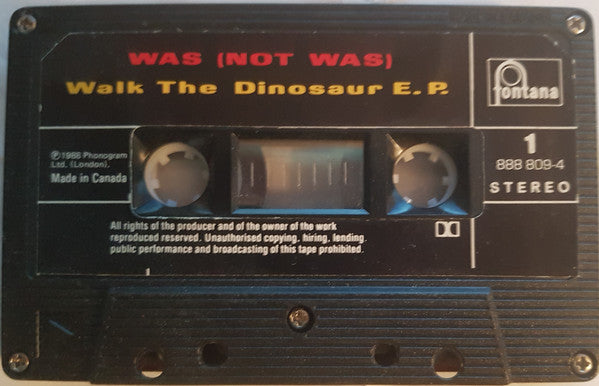 WAS (NOT WAS)
Walk The Dinosaur E.P.
fontana
℗ 1988 Phonogram
Ltd. (London).
Made in Canada
1
888 809-4
STEREO
All rights of the producer and of the owner of the work
reproduced reserved. Unauthorised copying, hiring, lending,
public performance and broadcasting of this tape prohibited.
1